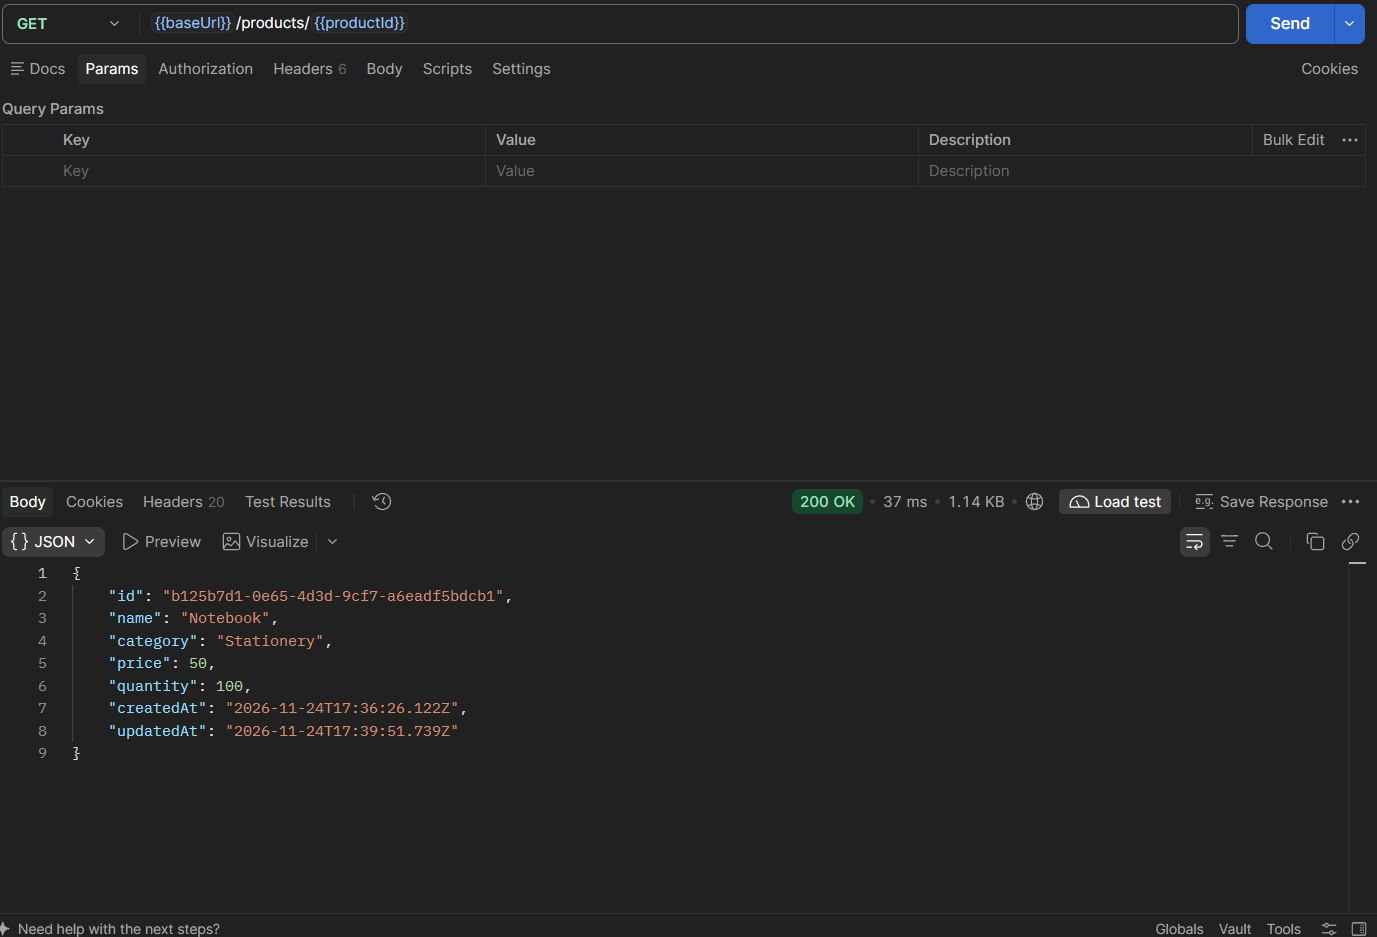 GET {{baseUrl}} /products/ {{productId}} Send
Docs Params Authorization Headers 6 Body Scripts Settings Cookies
Query Params
Key Value Description Bulk Edit
Key Value Description
Body Cookies Headers 20 Test Results 200 OK • 37 ms • 1.14 KB • Load test e.g. Save Response
{ } JSON Preview Visualize
1 {
2 "id": "b125b7d1-0e65-4d3d-9cf7-a6eadf5bdcb1",
3 "name": "Notebook",
4 "category": "Stationery",
5 "price": 50,
6 "quantity": 100,
7 "createdAt": "2026-11-24T17:36:26.122Z",
8 "updatedAt": "2026-11-24T17:39:51.739Z"
9 }
Need help with the next steps? Globals Vault Tools